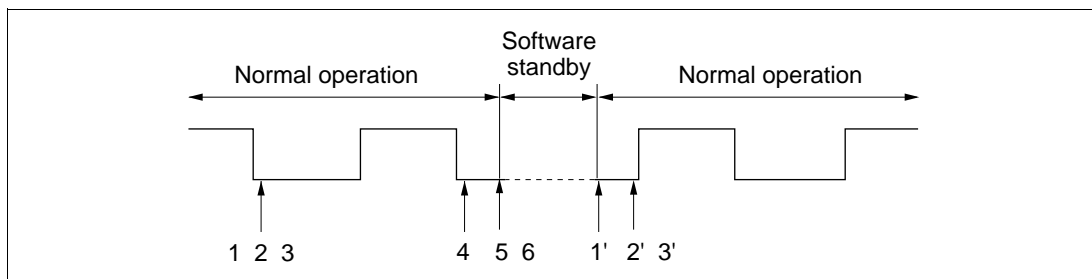 Software
standby
Normal operation
Normal operation
1 2 3
4
5 6
1'
2' 3'